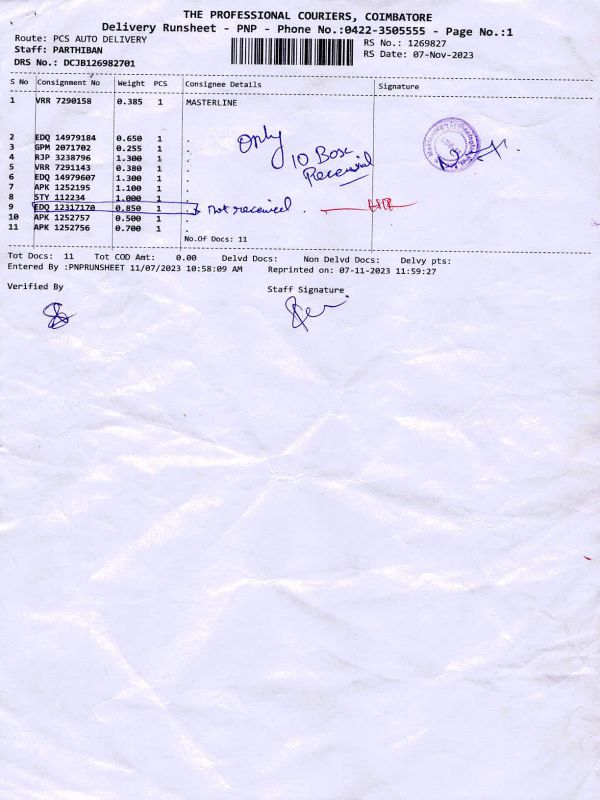 THE PROFESSIONAL COURIERS, COIMBATORE
Delivery Runsheet - PNP - Phone No.:0422-3505555 - Page No.:1
Route: PCS AUTO DELIVERY
RS No.: 1269827
Staff: PARTHIBAN
RS Date: 07-Nov-2023
DRS No.: DCJB126982701
S No Consignment No Weight PCS Consignee Details Signature
1 VRR 7290158 0.385 1 MASTERLINE
2 EDQ 14979184 0.650 1 .
3 GPM 2071702 0.255 1 .
4 RJP 3238796 1.300 1 .
5 VRR 7291143 0.380 1 .
6 EDQ 14979607 1.300 1 .
7 APK 1252195 1.100 1 .
8 STY 112234 1.000 1 .
9 EDQ 12317170 0.850 1 . Not received.
10 APK 1252757 0.500 1 .
11 APK 1252756 0.700 1 .
Only
10 Box
Received
No.Of Docs: 11
Tot Docs: 11 Tot COD Amt: 0.00 Delvd Docs: Non Delvd Docs: Delvy pts:
Entered By :PNPRUNSHEET 11/07/2023 10:58:09 AM Reprinted on: 07-11-2023 11:59:27
Verified By
Staff Signature